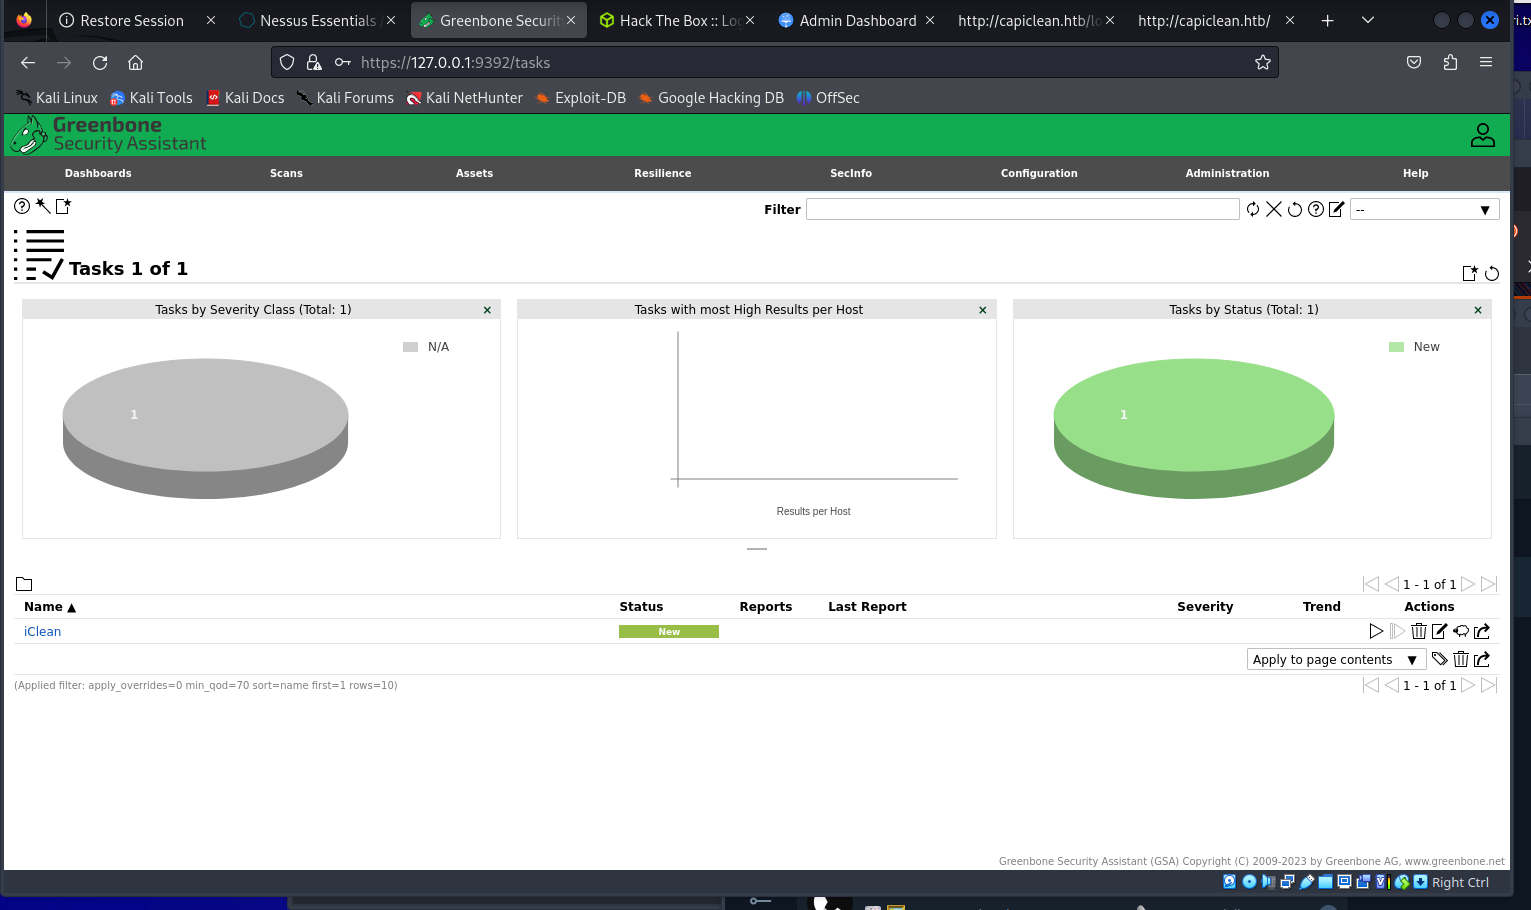 Restore Session
Nessus Essentials /
Greenbone Securit
Hack The Box :: Lo
Admin Dashboard
http://capiclean.htb/lo
http://capiclean.htb/
https://127.0.0.1:9392/tasks
Kali Linux
Kali Tools
Kali Docs
Kali Forums
Kali NetHunter
Exploit-DB
Google Hacking DB
OffSec
Greenbone
Security Assistant
Dashboards
Scans
Assets
Resilience
SecInfo
Configuration
Administration
Help
Filter
--
Tasks 1 of 1
Tasks by Severity Class (Total: 1)
N/A
1
Tasks with most High Results per Host
Results per Host
Tasks by Status (Total: 1)
New
1
1 - 1 of 1
Name ▲
Status
Reports
Last Report
Severity
Trend
Actions
iClean
New
Apply to page contents ▼
(Applied filter: apply_overrides=0 min_qod=70 sort=name first=1 rows=10)
1 - 1 of 1
Greenbone Security Assistant (GSA) Copyright (C) 2009-2023 by Greenbone AG, www.greenbone.net
Right Ctrl